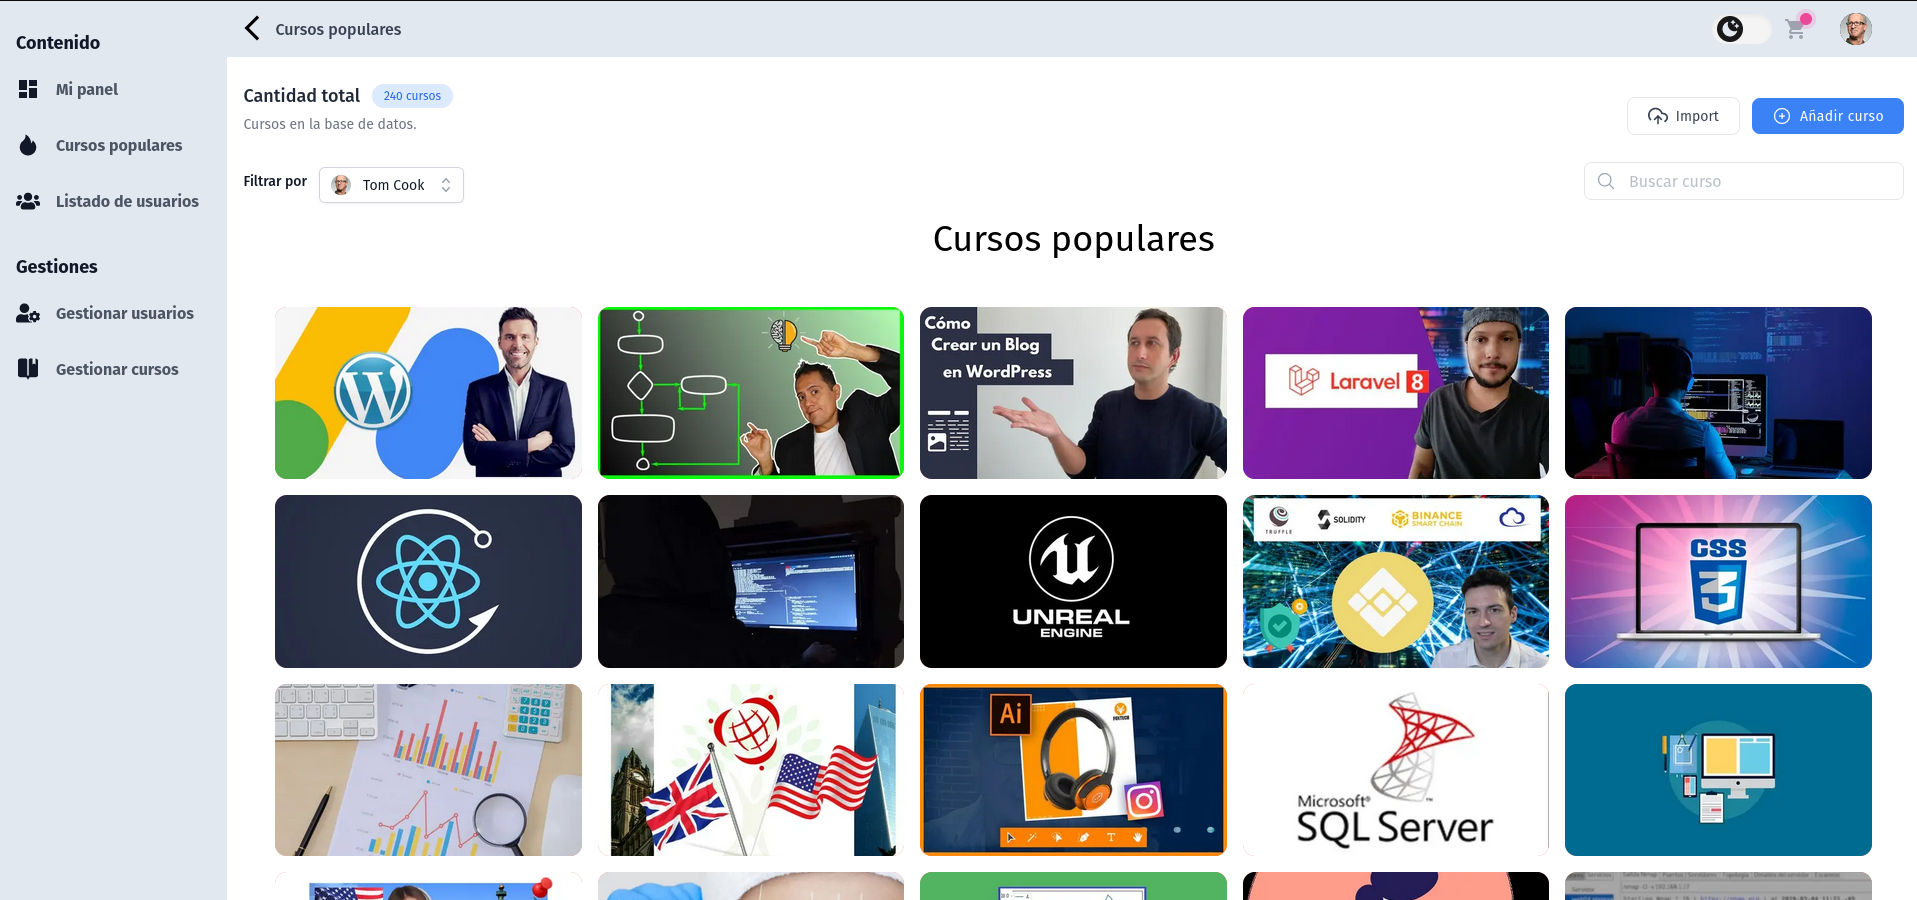 Contenido
Mi panel
Cursos populares
Listado de usuarios
Gestiones
Gestionar usuarios
Gestionar cursos
Cursos populares
Cantidad total
240 cursos
Cursos en la base de datos.
Import
Añadir curso
Filtrar por
Tom Cook
Buscar curso
Cursos populares
W
Cómo
Crear un Blog
en WordPress
Laravel 8
UNREAL
ENGINE
TRUFFLE
SOLIDITY
BINANCE
SMART CHAIN
CSS
3
Ai
T
Microsoft®
SQL Server